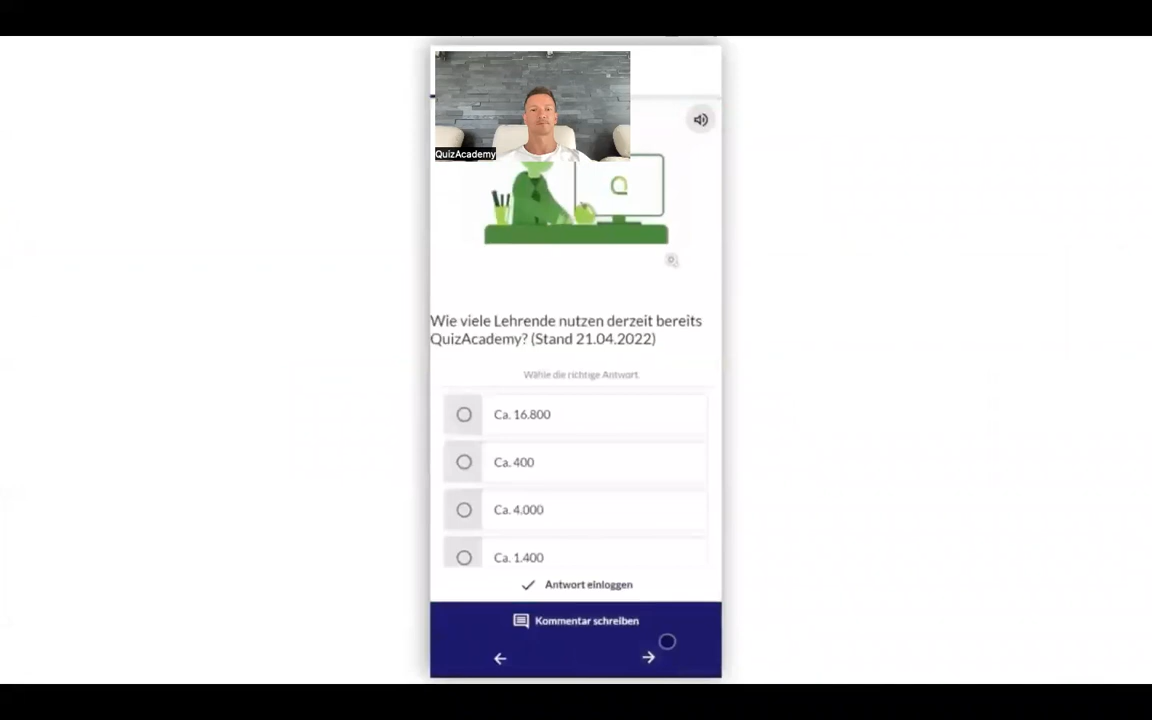 QuizAcademy
Wie viele Lehrende nutzen derzeit bereits
QuizAcademy? (Stand 21.04.2022)
Wähle die richtige Antwort.
Ca. 16.800
Ca. 400
Ca. 4.000
Ca. 1.400
Antwort einloggen
Kommentar schreiben